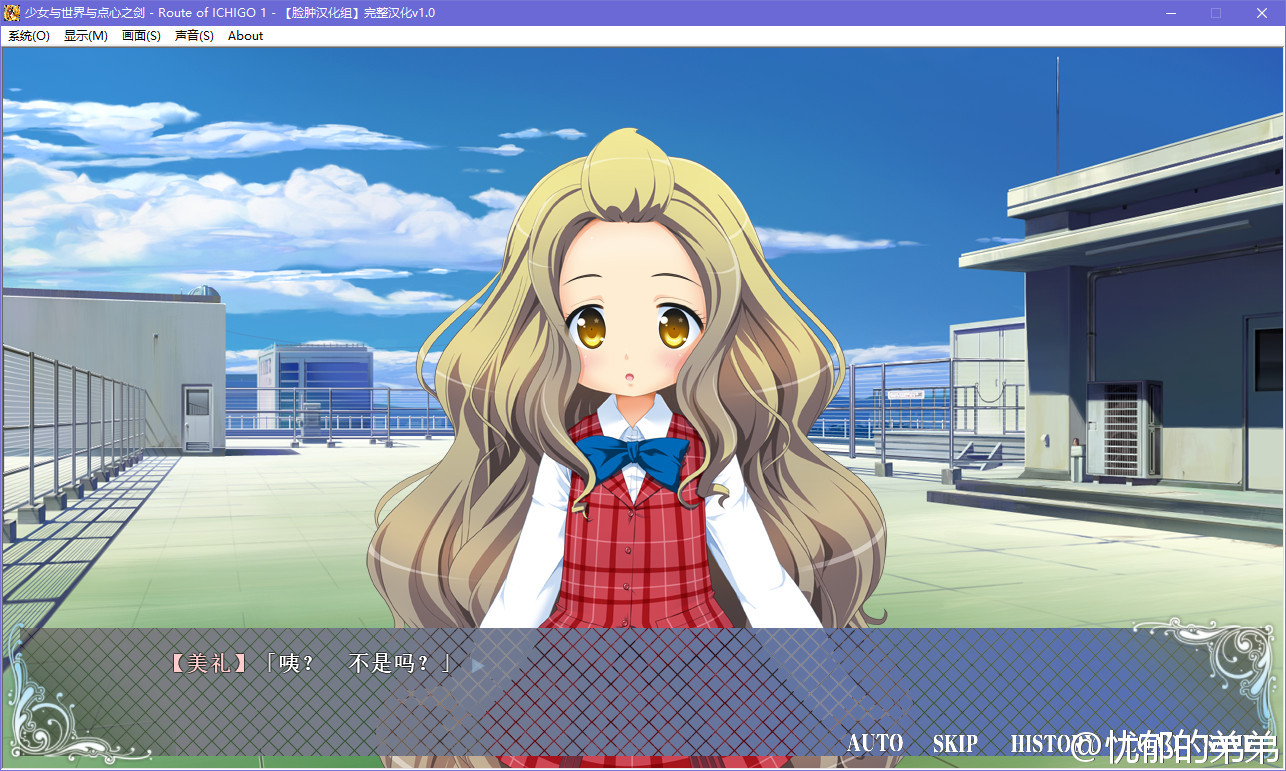 少女与世界与点心之剑 - Route of ICHIGO 1 - 【脸肿汉化组】完整汉化v1.0
系统(O) 显示(M) 画面(S) 声音(S) About
【美礼】「咦？ 不是吗？」
AUTO SKIP
@忧郁的弟弟